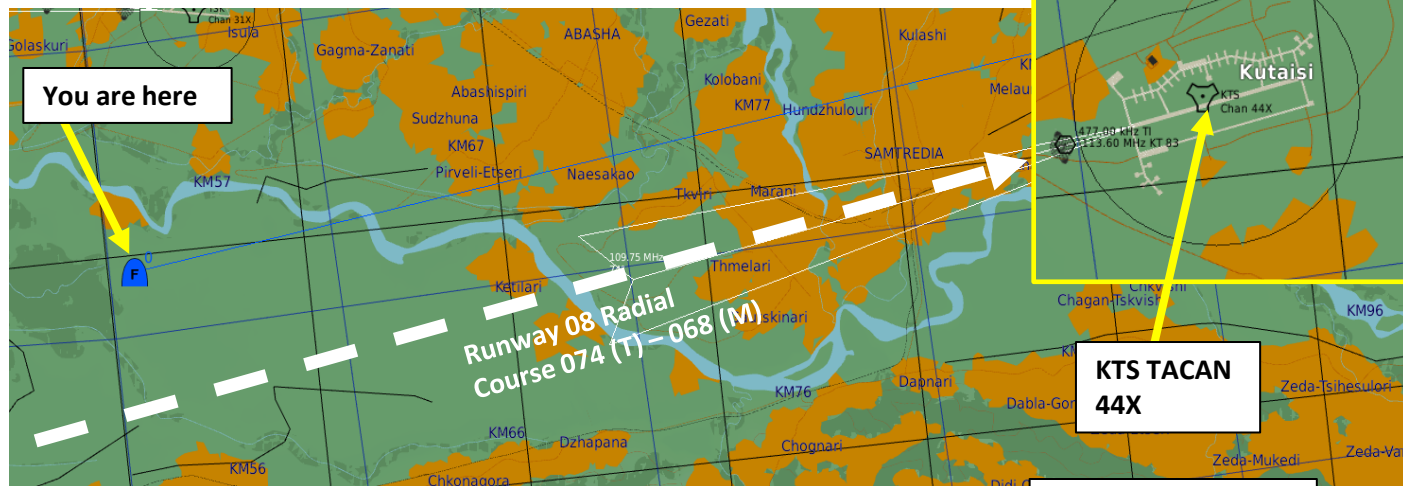 TSK
Chan 31X
Isula
Golaskuri
Gagma-Zanati
ABASHA
Gezati
Kulashi
You are here
Abashispiri
Kolobani
KM77
Hundzhulouri
Sudzhuna
KM67
Pirveli-Etseri
Naesakao
SAMTREDIA
KM57
Tkviri
Marani
0
F
109.75 MHz
Thmelari
Ketilari
Runway 08 Radial
Course 074 (T) – 068 (M)
KM76
Dapnari
KM66
Dzhapana
Chognari
KM56
Chkonagora
Kutaisi
KTS
Chan 44X
477.00 kHz TI
113.60 MHz KT 83
Chkvishi
Chagan-Tskvish
KM96
KTS TACAN
44X
Zeda-Tsihesulori
Dabla-Gor
Zeda-Mukedi
Zeda-Va